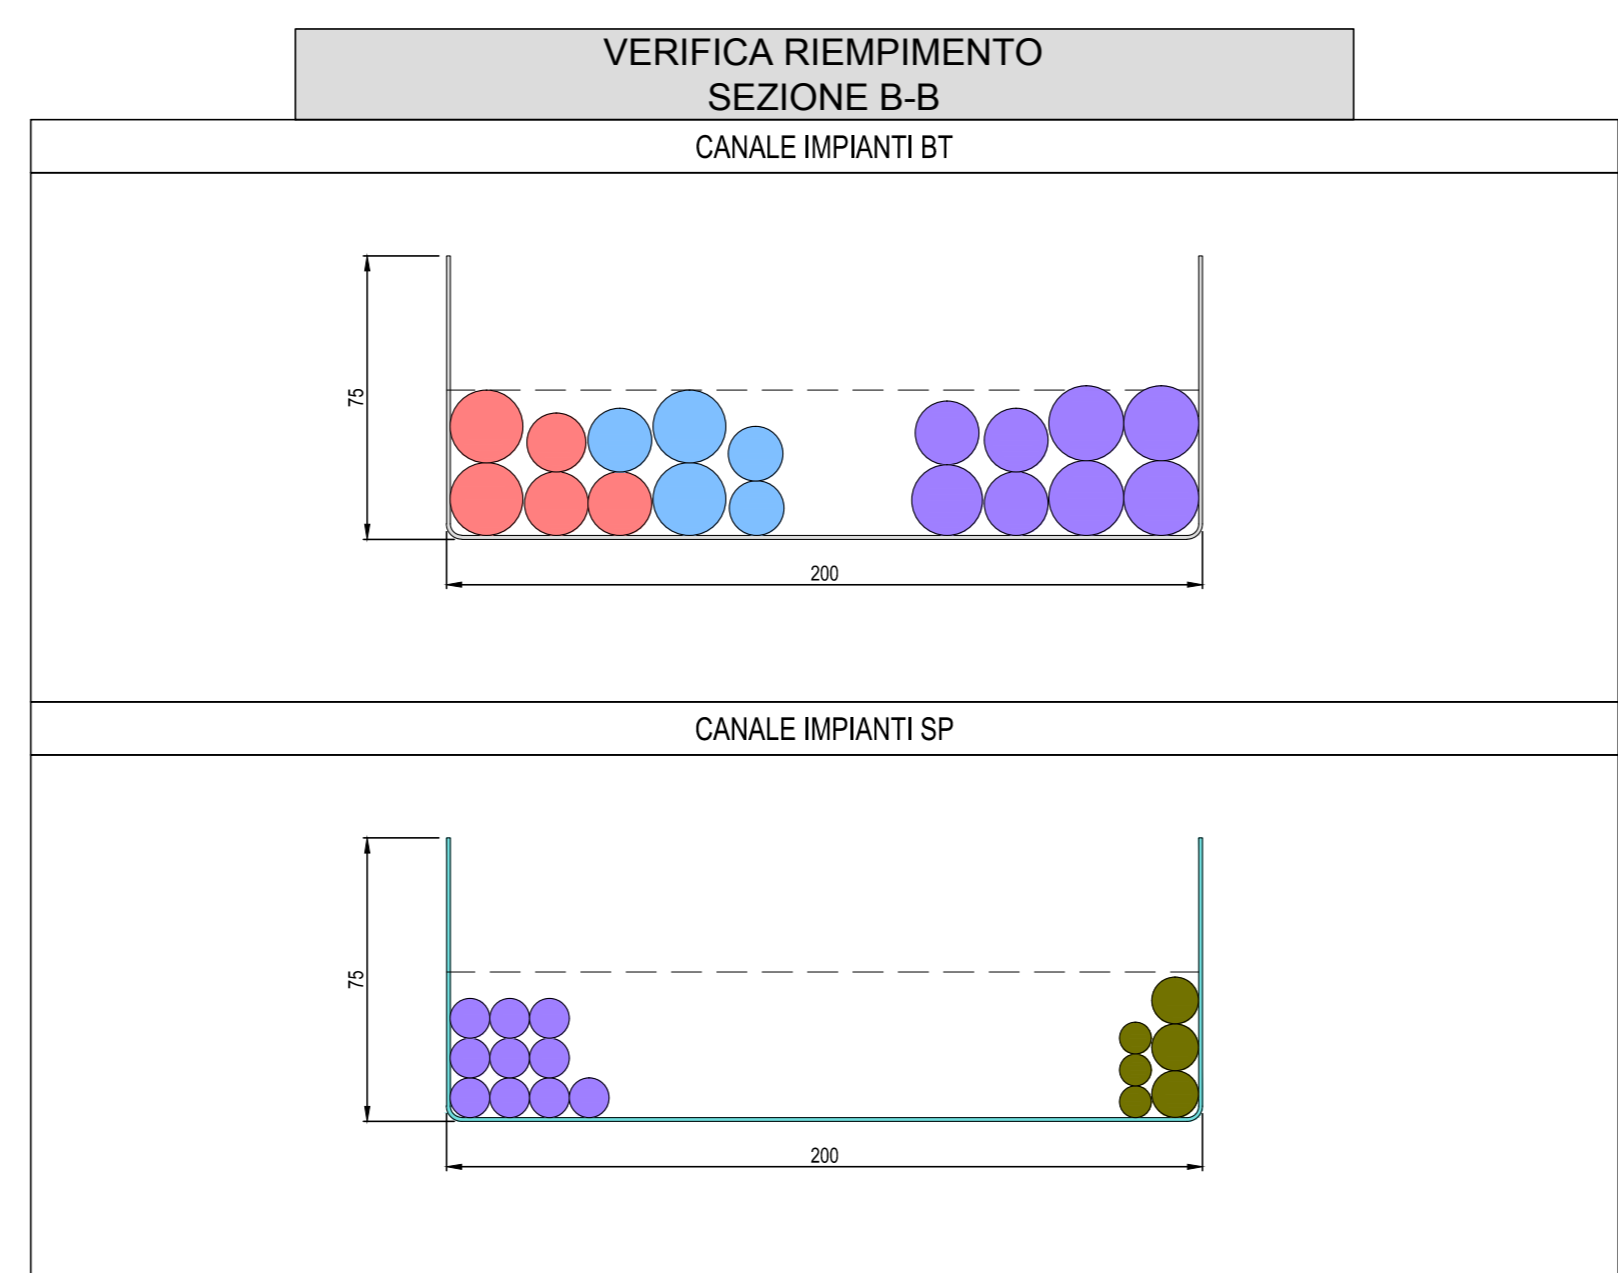 VERIFICA RIEMPIMENTO
SEZIONE B-B
CANALE IMPIANTI BT
75
200
CANALE IMPIANTI SP
75
200